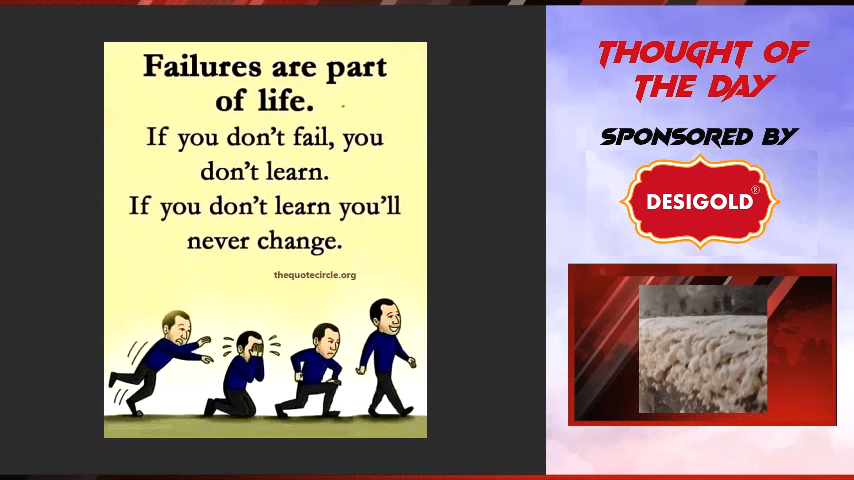 Failures are part
of life.
If you don't fail, you
don't learn.
If you don't learn you'll
never change.
thequotecircle.org
THOUGHT OF
THE DAY
SPONSORED BY
DESIGOLD®